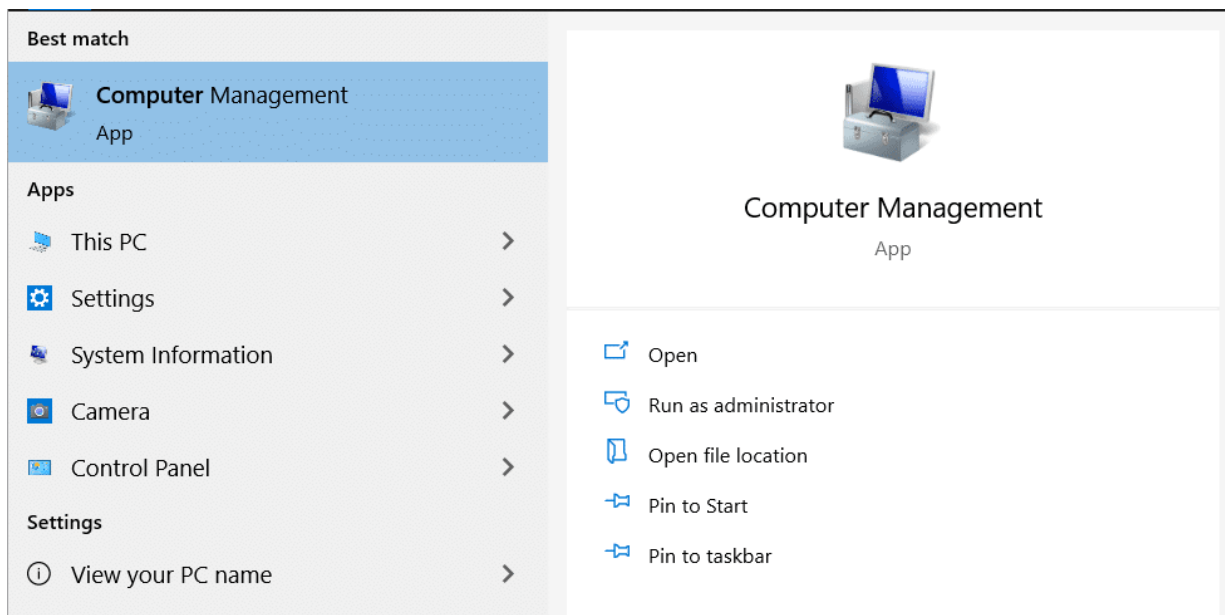 Best match
Computer Management
App
Apps
This PC
Settings
System Information
Camera
Control Panel
Settings
View your PC name
Computer Management
App
Open
Run as administrator
Open file location
Pin to Start
Pin to taskbar